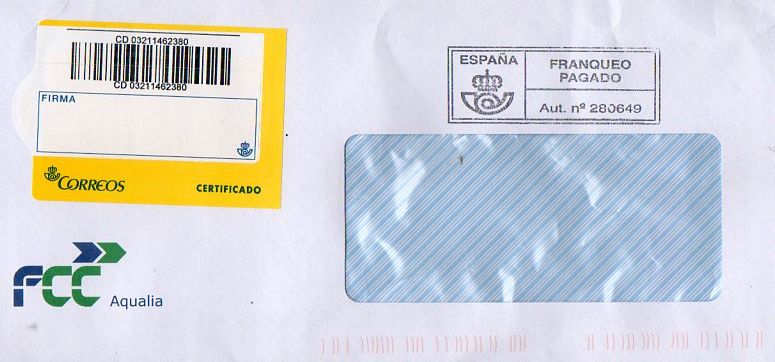 CD 03211462380
CD 03211462380
FIRMA
CORREOS
CERTIFICADO
ESPAÑA
FRANQUEO
PAGADO
Aut. nº 280649
FCC
Aqualia